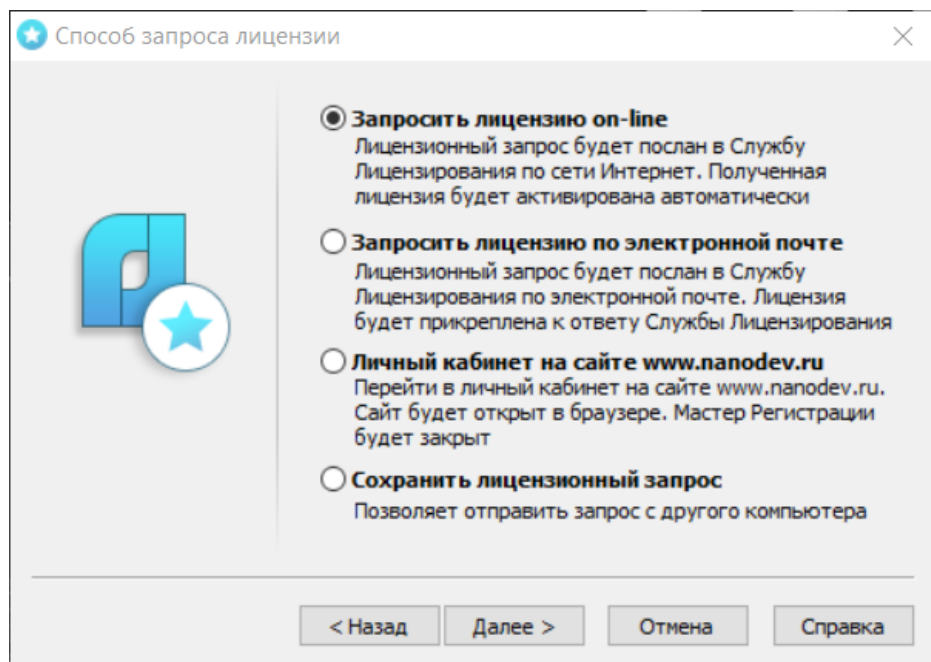 Способ запроса лицензии
Запросить лицензию on-line
Лицензионный запрос будет послан в Службу
Лицензирования по сети Интернет. Полученная
лицензия будет активирована автоматически
Запросить лицензию по электронной почте
Лицензионный запрос будет послан в Службу
Лицензирования по электронной почте. Лицензия
будет прикреплена к ответу Службы Лицензирования
Личный кабинет на сайте www.nanodev.ru
Перейти в личный кабинет на сайте www.nanodev.ru.
Сайт будет открыт в браузере. Мастер Регистрации
будет закрыт
Сохранить лицензионный запрос
Позволяет отправить запрос с другого компьютера
< Назад Далее > Отмена Справка